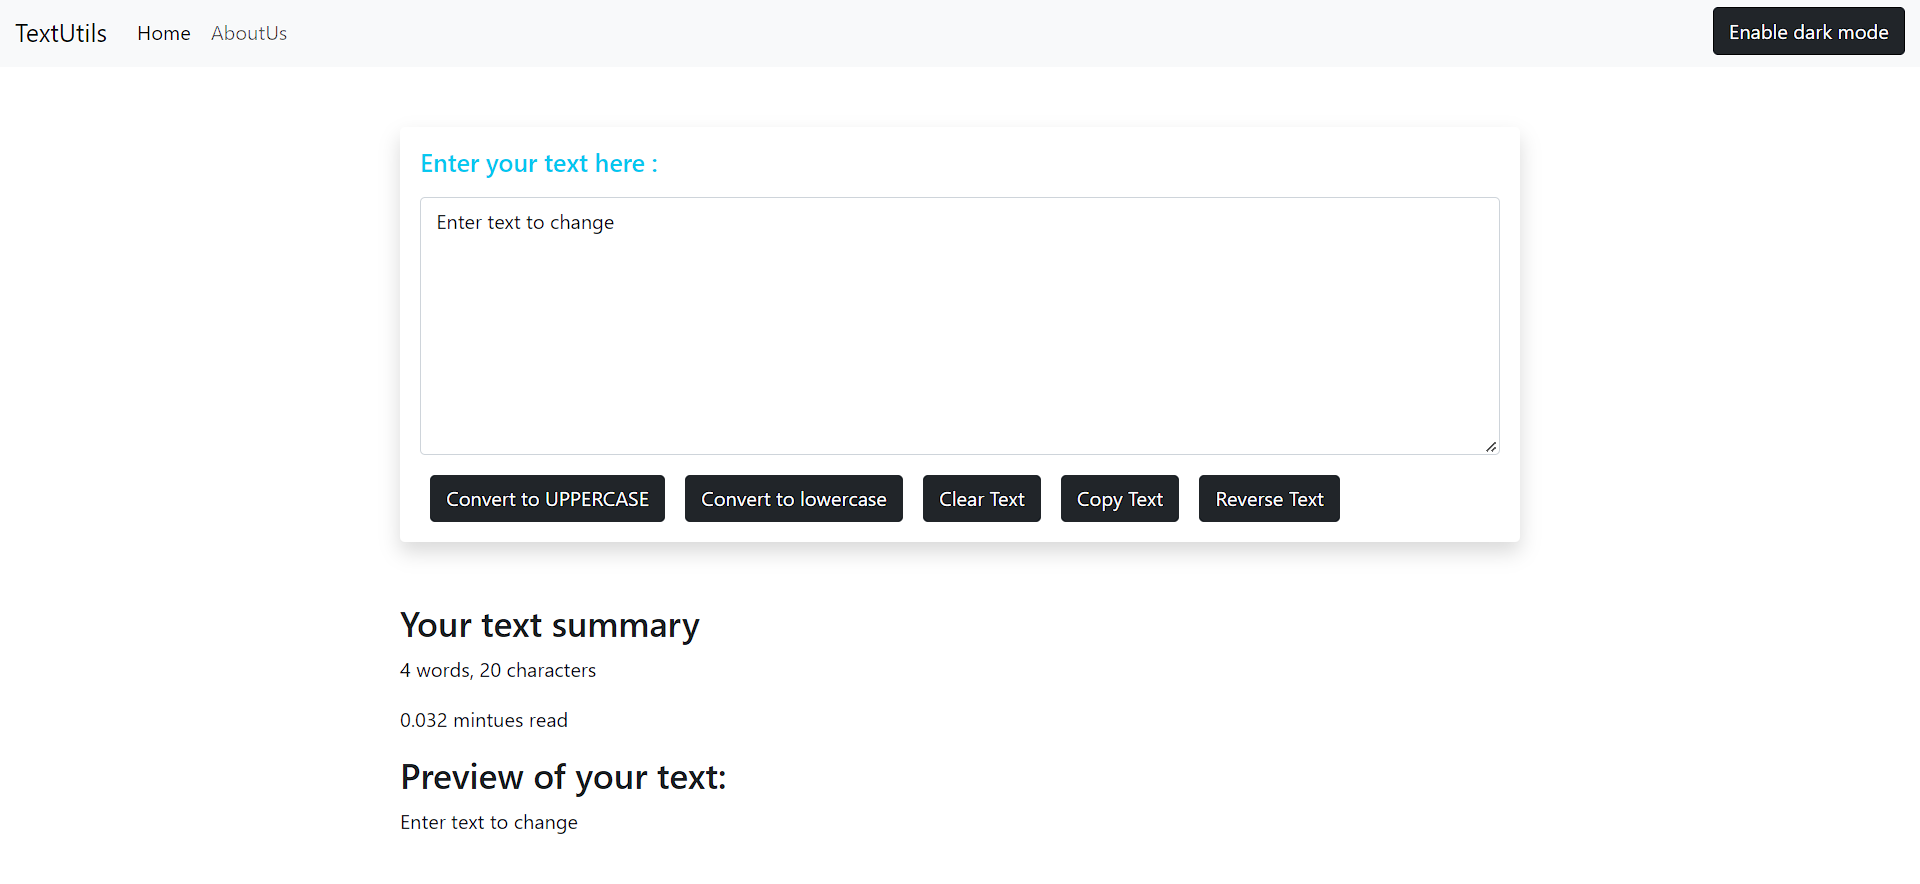 TextUtils Home AboutUs Enable dark mode
Enter your text here :
Enter text to change
Convert to UPPERCASE Convert to lowercase Clear Text Copy Text Reverse Text
Your text summary
4 words, 20 characters
0.032 mintues read
Preview of your text:
Enter text to change